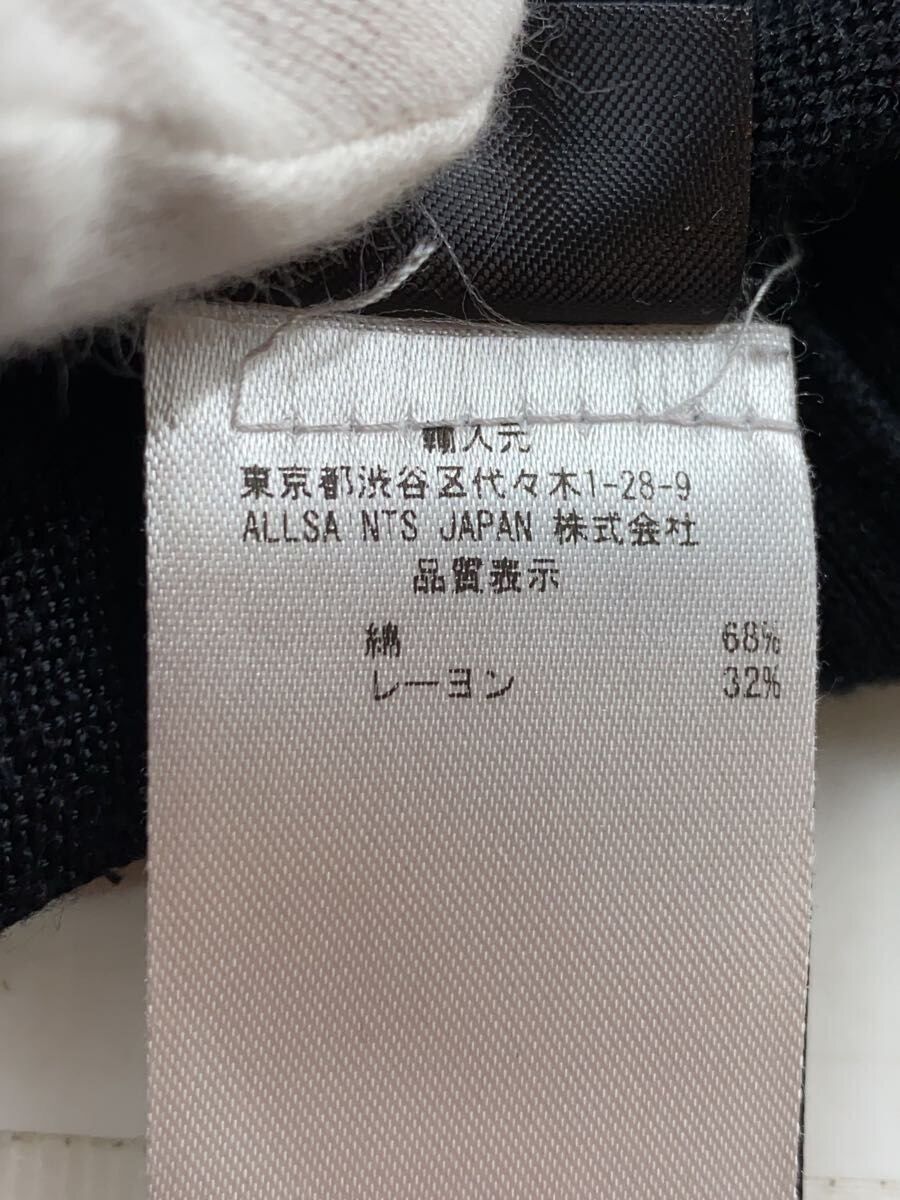 輸入元
東京都渋谷区代々木1-28-9
ALLSA NTS JAPAN 株式会社
品質表示
綿 68%
レーヨン 32%